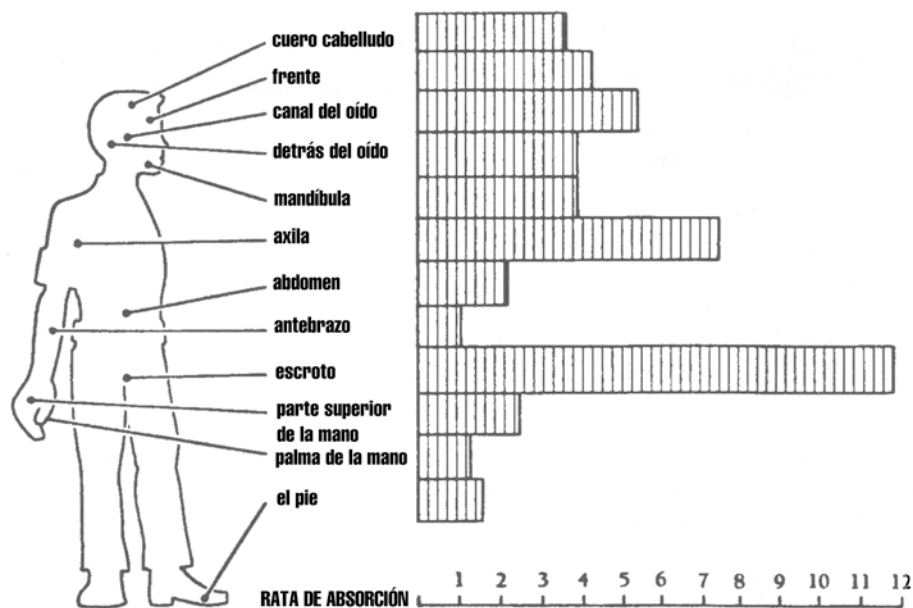 cuero cabelludo
frente
canal del oído
detrás del oído
mandíbula
axila
abdomen
antebrazo
escroto
parte superior
de la mano
palma de la mano
el pie
RATA DE ABSORCIÓN 1 2 3 4 5 6 7 8 9 10 11 12